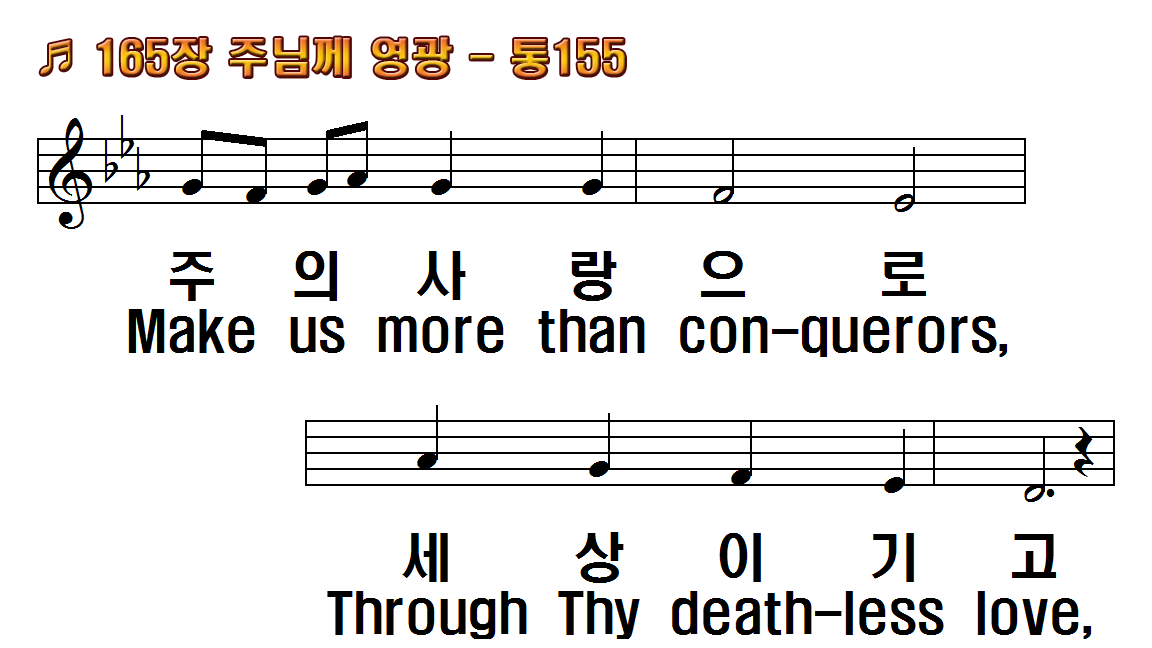 165장 주님께 영광 - 통155
주 의 사 랑 으 로
Make us more than con-querors,
세 상 이 기 고
Through Thy death-less love,